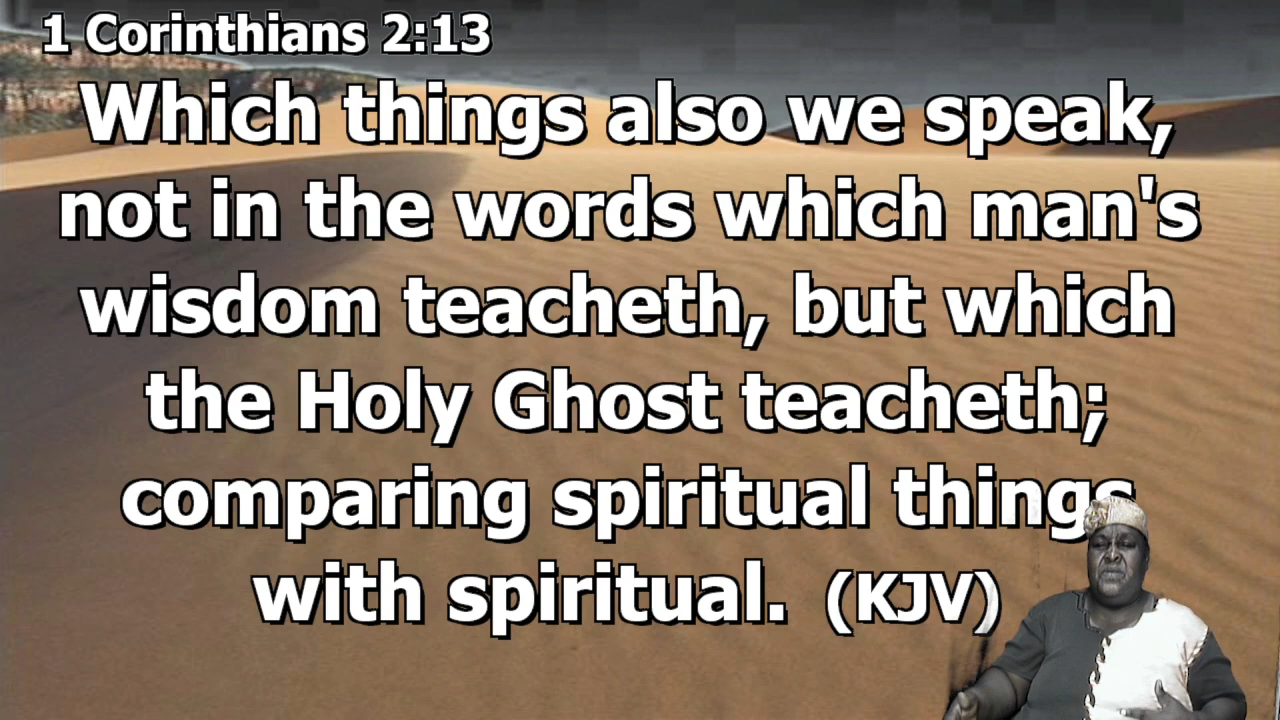 1 Corinthians 2:13
Which things also we speak,
not in the words which man's
wisdom teacheth, but which
the Holy Ghost teacheth;
comparing spiritual things
with spiritual. (KJV)